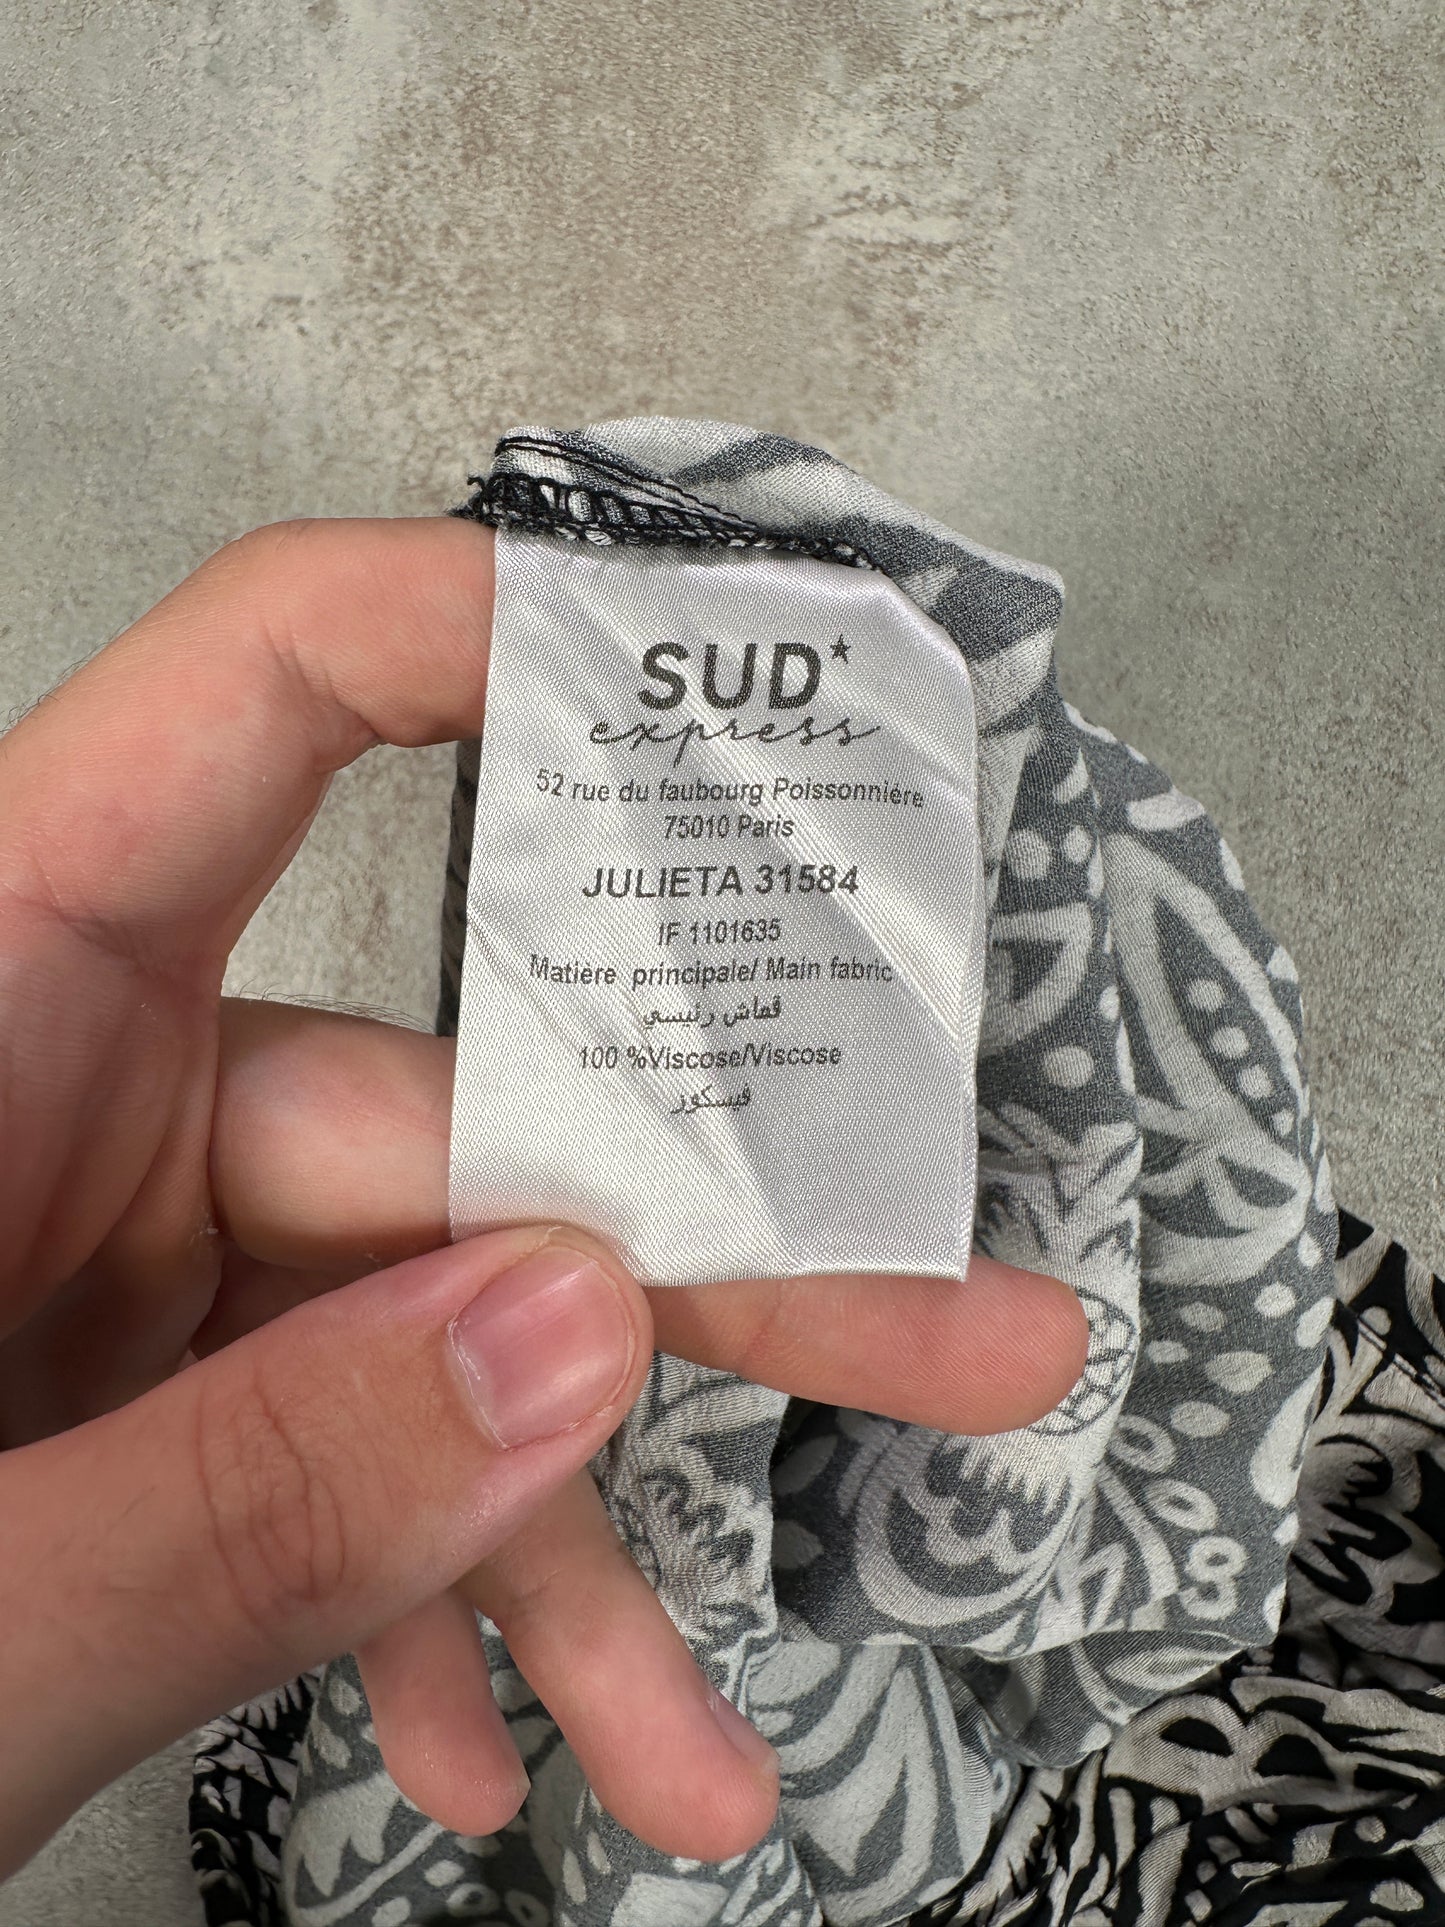 SUD*
express
52 rue du faubourg Poissonnière
75010 Paris
JULIETA 31584
IF 1101635
Matière principale/ Main fabric
قماش رئيسي
100 %Viscose/Viscose
فيسكوز